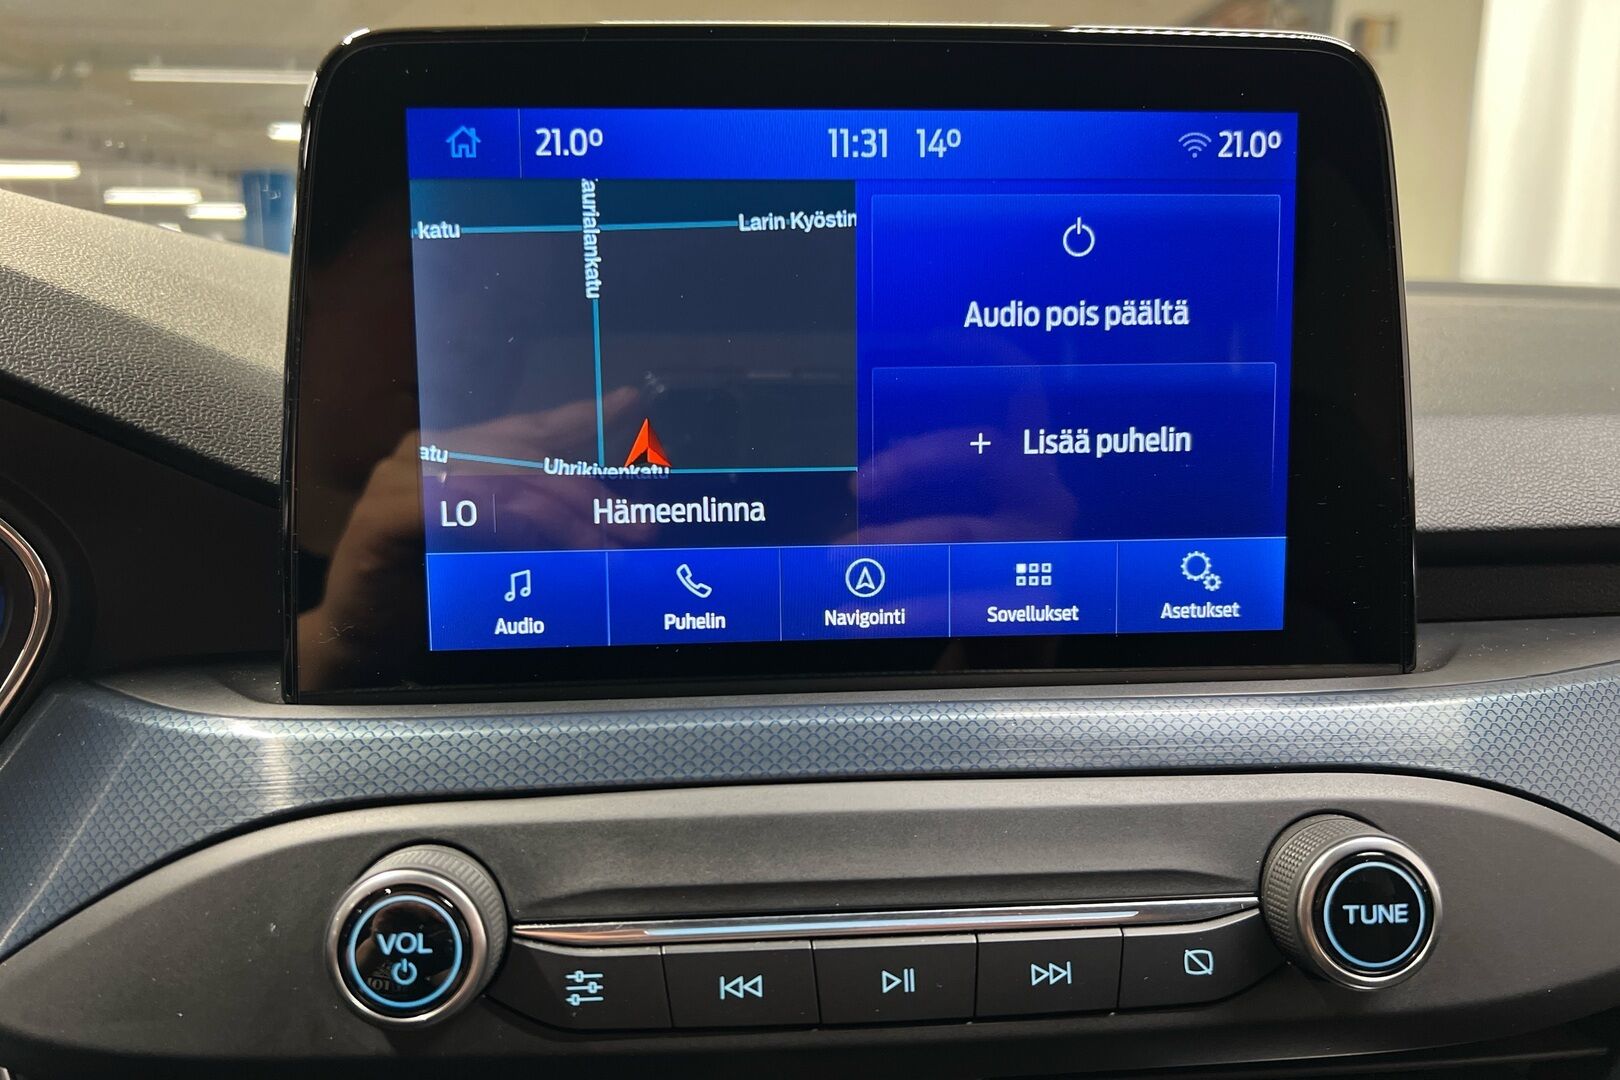 21.0° 11:31 14° 21.0°
katu
aurialankatu
Larin Kyöstin
atu
Uhrikivenkatu
LO Hämeenlinna
Audio pois päältä
+ Lisää puhelin
Audio Puhelin Navigointi Sovellukset Asetukset
VOL
TUNE